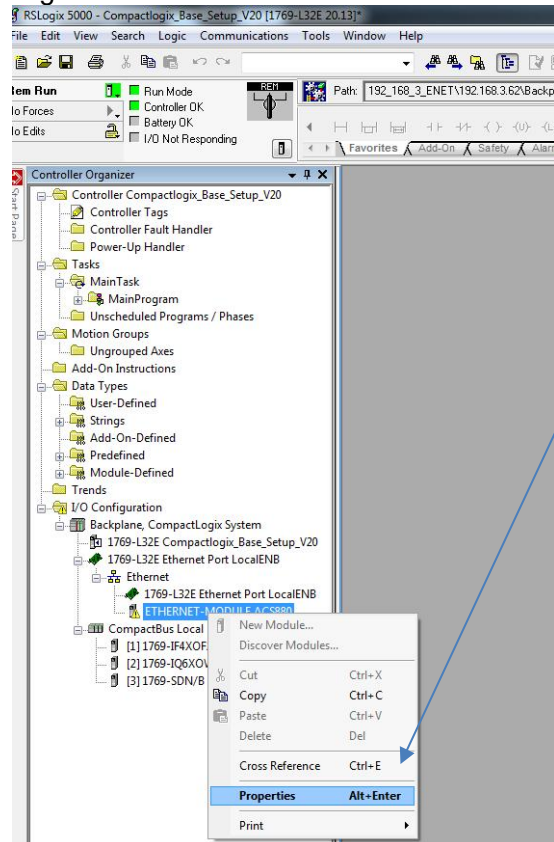 RSLogix 5000 - Compactlogix_Base_Setup_V20 [1769-L32E 20.13]*
File Edit View Search Logic Communications Tools Window Help
Rem Run
Run Mode
Controller OK
Battery OK
I/O Not Responding
No Forces
No Edits
REM
Path: 192_168_3_ENET\192.168.3.62\Backp
Favorites Add-On Safety Alarm
Start Page
Controller Organizer
Controller Compactlogix_Base_Setup_V20
Controller Tags
Controller Fault Handler
Power-Up Handler
Tasks
MainTask
MainProgram
Unscheduled Programs / Phases
Motion Groups
Ungrouped Axes
Add-On Instructions
Data Types
User-Defined
Strings
Add-On-Defined
Predefined
Module-Defined
Trends
I/O Configuration
Backplane, CompactLogix System
1769-L32E Compactlogix_Base_Setup_V20
1769-L32E Ethernet Port LocalENB
Ethernet
1769-L32E Ethernet Port LocalENB
ETHERNET-MODULE ACS880
CompactBus Local
[1] 1769-IF4XOF
[2] 1769-IQ6XOW
[3] 1769-SDN/B
New Module...
Discover Modules...
Cut Ctrl+X
Copy Ctrl+C
Paste Ctrl+V
Delete Del
Cross Reference Ctrl+E
Properties Alt+Enter
Print